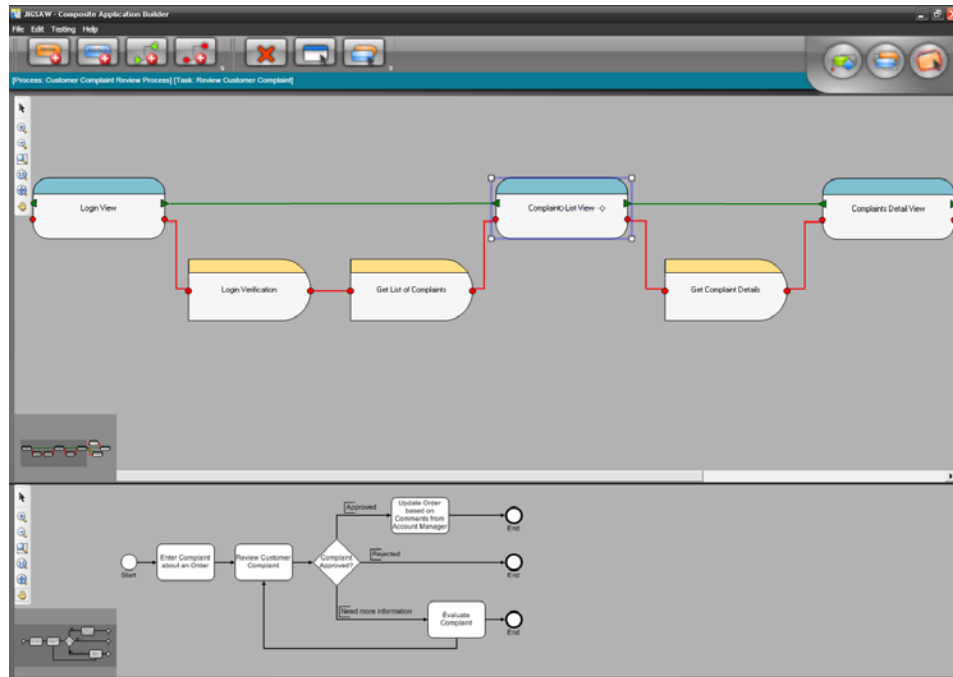 JIGSAW - Composite Application Builder
File Edit Testing Help
[Process: Customer Complaint Review Process] [Task: Review Customer Complaint]
Login View
Complaint List View
Complaints Detail View
Login Verification
Get List of Complaints
Get Complaint Details
Approved
Update Order
based on
Comments from
Account Manager
End
Start
Enter Complaint
about an Order
Review Customer
Complaint
Complaint
Approved?
Rejected
End
Need more information
Evaluate
Complaint
End